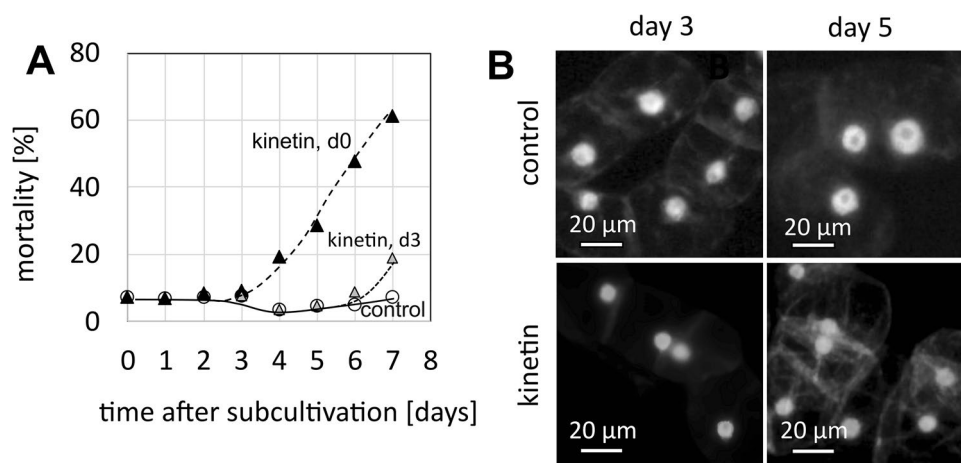 A
mortality [%]
80
60
40
20
0
0 1 2 3 4 5 6 7 8
time after subcultivation [days]
kinetin, d0
kinetin, d3
control
B
day 3
day 5
B
control
kinetin
20 µm
20 µm
20 µm
20 µm